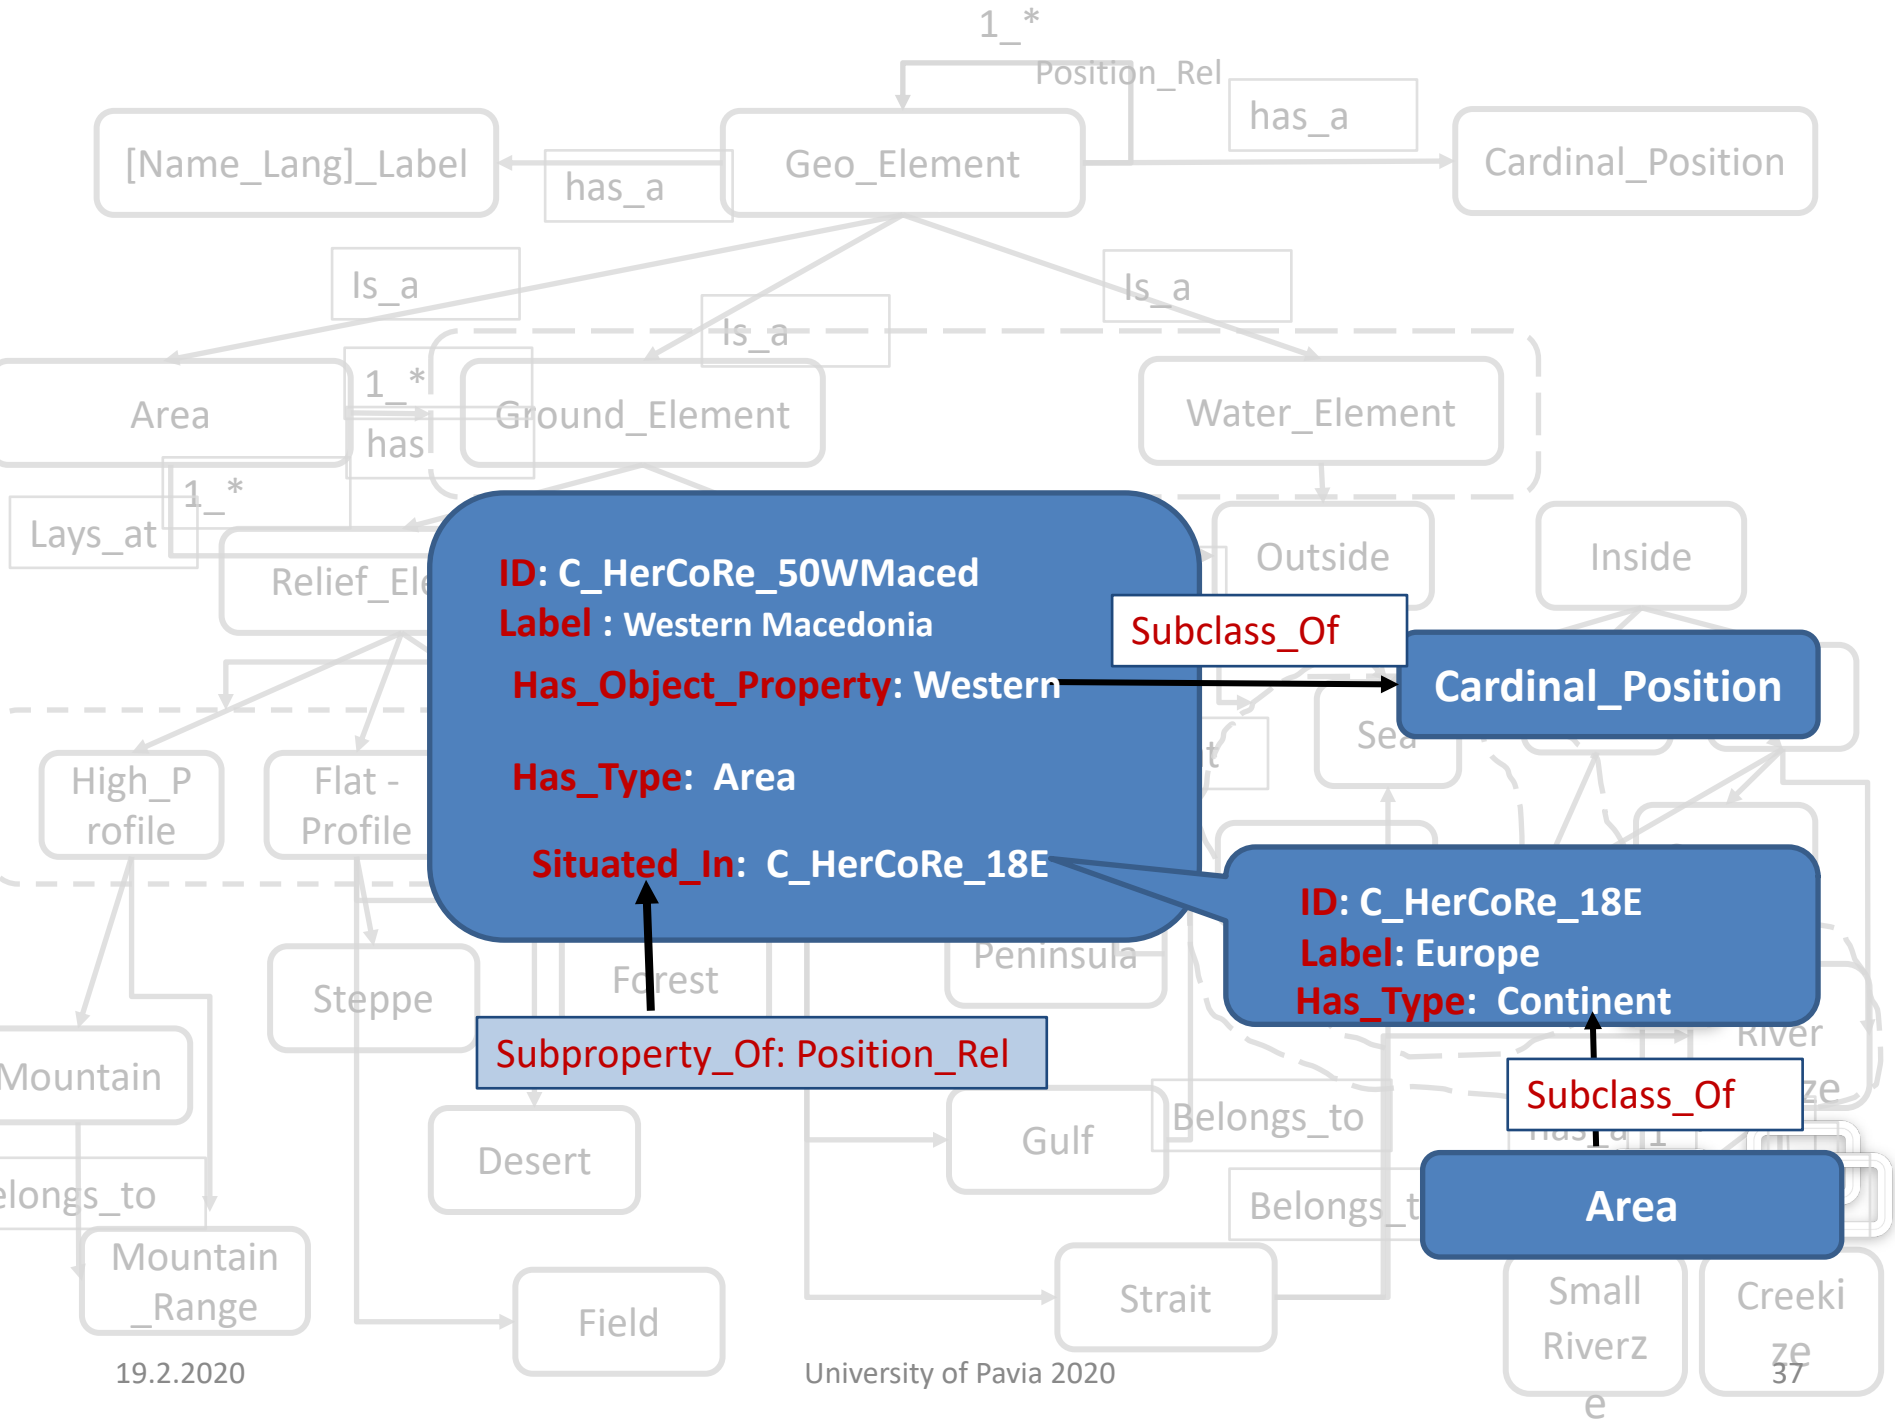 1_*
Position_Rel
has_a
[Name_Lang]_Label
has_a
Geo_Element
Cardinal_Position
Is_a
Is_a
Is_a
Area
1_*
has
Ground_Element
Water_Element
1_*
Lays_at
Outside
Inside
ID: C_HerCoRe_50WMaced
Label : Western Macedonia
Has_Object_Property: Western
Has_Type: Area
Situated_In: C_HerCoRe_18E
Subclass_Of
Cardinal_Position
Sea
High_P
rofile
Flat -
Profile
ID: C_HerCoRe_18E
Label: Europe
Has_Type: Continent
Steppe
Forest
Peninsula
Subproperty_Of: Position_Rel
River
Mountain
Subclass_Of
Desert
Gulf
Belongs_to
Area
Mountain
_Range
Field
Strait
Small
Riverz
e
Creeki
ze
19.2.2020
University of Pavia 2020
37